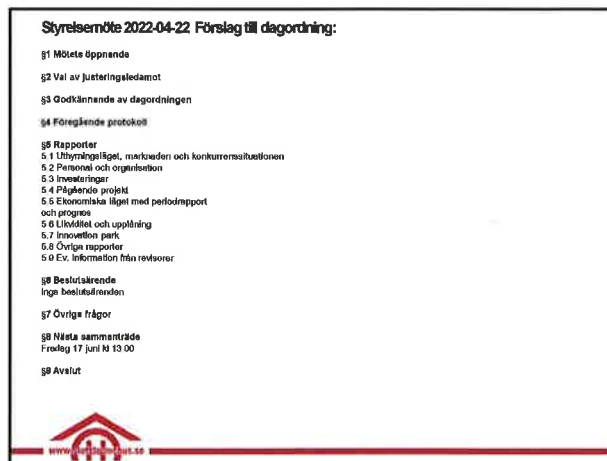 Styrelsemöte 2022-04-22 Förslag till dagordning:
§1 Mötets öppnande
§2 Val av justeringsledamot
§3 Godkännande av dagordningen
§4 Föregående protokoll
§5 Rapporter
5.1 Uthyrningsläget, marknaden och konkurrenssituationen
5.2 Personal och organisation
5.3 Investeringar
5.4 Pågående projekt
5.5 Ekonomiska läget med periodrapport
och prognos
5.6 Likviditet och upplåning
5.7 Innovation park
5.8 Övriga rapporter
5.9 Ev. Information från revisorer
§6 Beslutsärende
Inga beslutsärenden
§7 Övriga frågor
§8 Nästa sammanträde
Fredag 17 juni kl 13.00
§9 Avslut